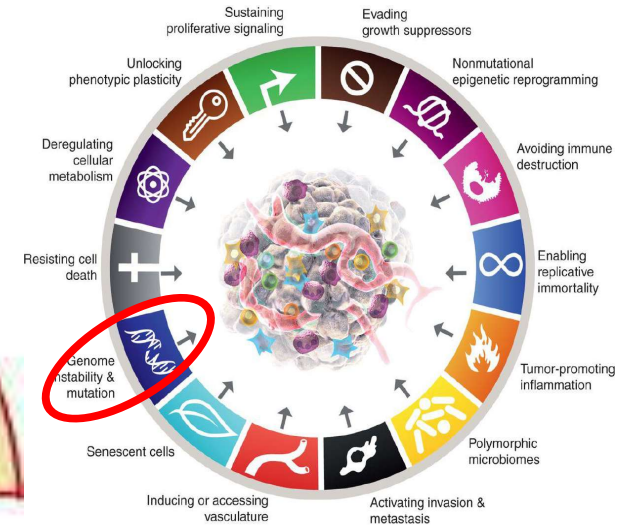 Sustaining
proliferative signaling
Evading
growth suppressors
Nonmutational
epigenetic reprogramming
Avoiding immune
destruction
Enabling
replicative
immortality
Tumor-promoting
inflammation
Polymorphic
microbiomes
Activating invasion &
metastasis
Inducing or accessing
vasculature
Senescent cells
Genome
instability &
mutation
Resisting cell
death
Deregulating
cellular
metabolism
Unlocking
phenotypic plasticity